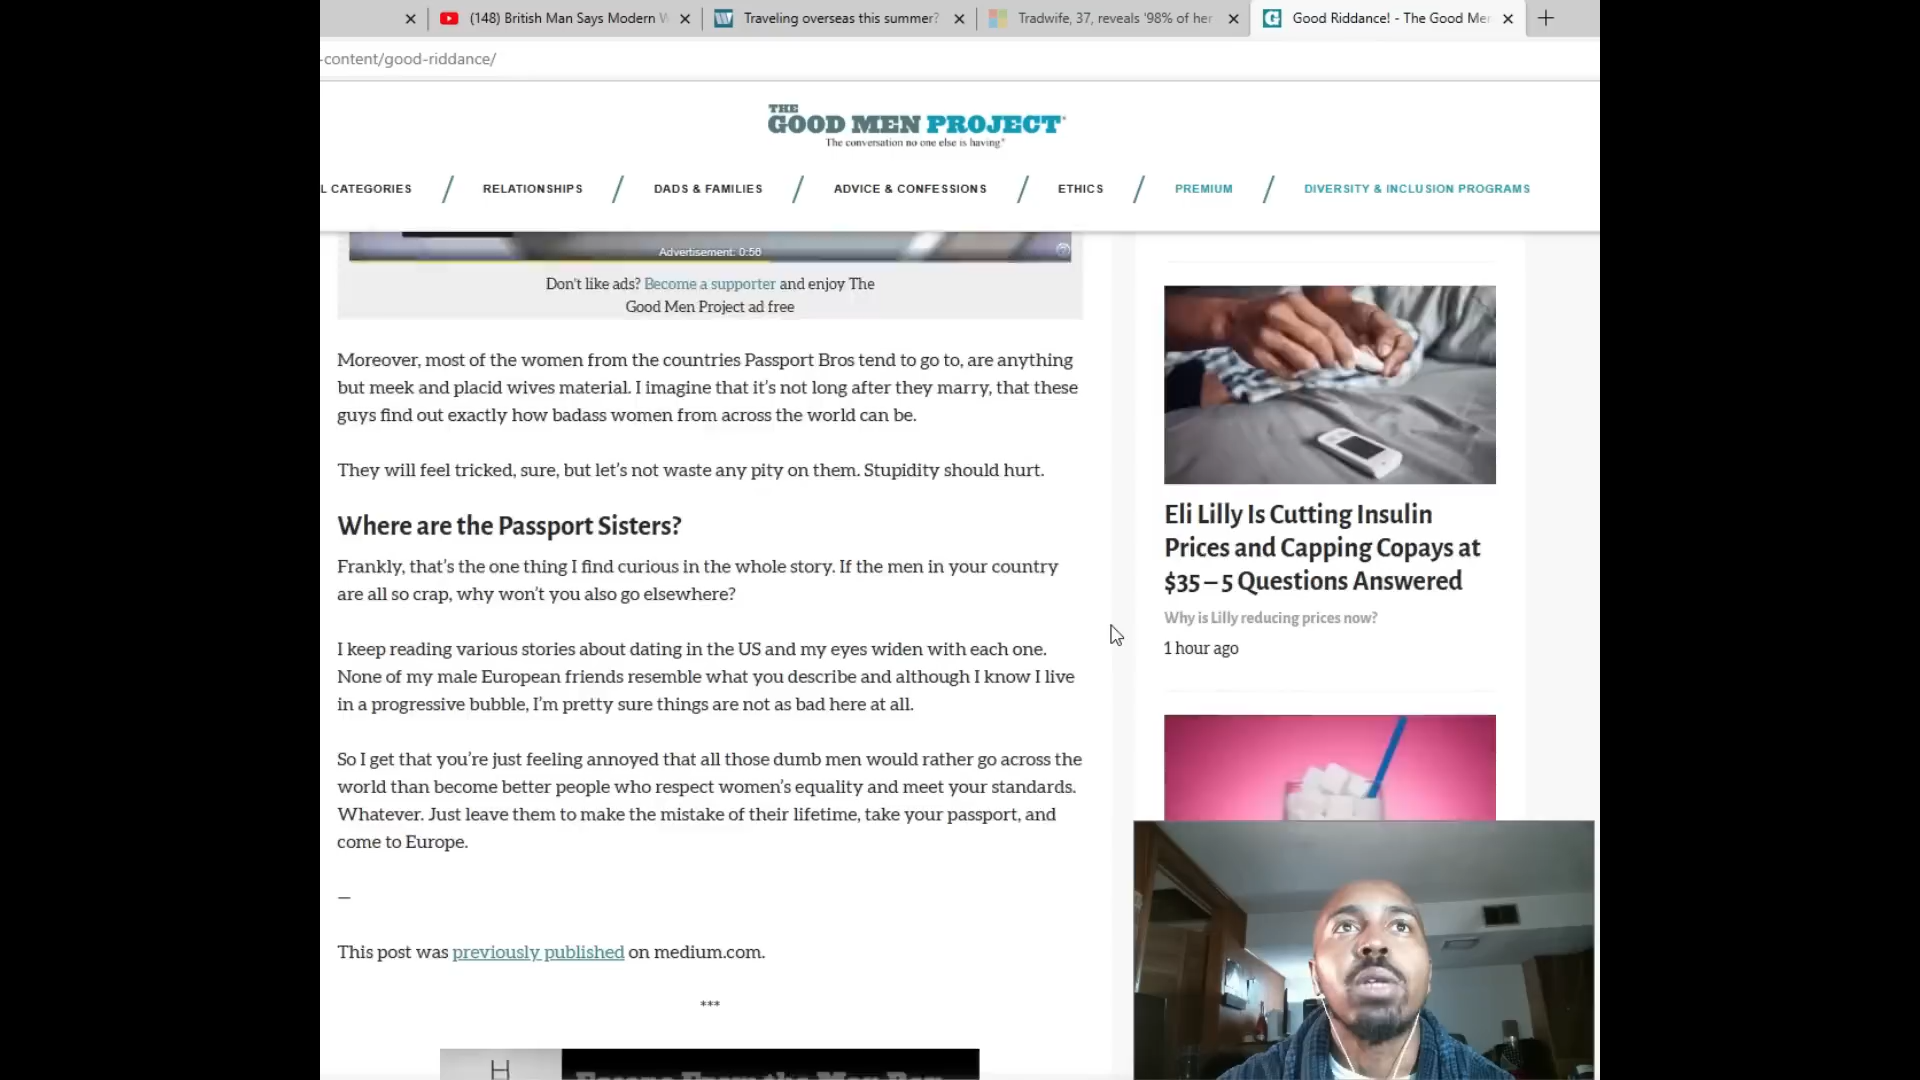 (148) British Man Says Modern W
Traveling overseas this summer?
Tradwife, 37, reveals '98% of her
Good Riddance! - The Good Me
-content/good-riddance/
THE
GOOD MEN PROJECT
"The conversation no one else is having"
L CATEGORIES
RELATIONSHIPS
DADS & FAMILIES
ADVICE & CONFESSIONS
ETHICS
PREMIUM
DIVERSITY & INCLUSION PROGRAMS
Advertisement: 0:56
Don't like ads? Become a supporter and enjoy The
Good Men Project ad free
Moreover, most of the women from the countries Passport Bros tend to go to, are anything
but meek and placid wives material. I imagine that it's not long after they marry, that these
guys find out exactly how badass women from across the world can be.
They will feel tricked, sure, but let's not waste any pity on them. Stupidity should hurt.
Where are the Passport Sisters?
Frankly, that's the one thing I find curious in the whole story. If the men in your country
are all so crap, why won't you also go elsewhere?
I keep reading various stories about dating in the US and my eyes widen with each one.
None of my male European friends resemble what you describe and although I know I live
in a progressive bubble, I'm pretty sure things are not as bad here at all.
So I get that you're just feeling annoyed that all those dumb men would rather go across the
world than become better people who respect women's equality and meet your standards.
Whatever. Just leave them to make the mistake of their lifetime, take your passport, and
come to Europe.
—
This post was previously published on medium.com.
***
Eli Lilly Is Cutting Insulin
Prices and Capping Copays at
$35 – 5 Questions Answered
Why is Lilly reducing prices now?
1 hour ago